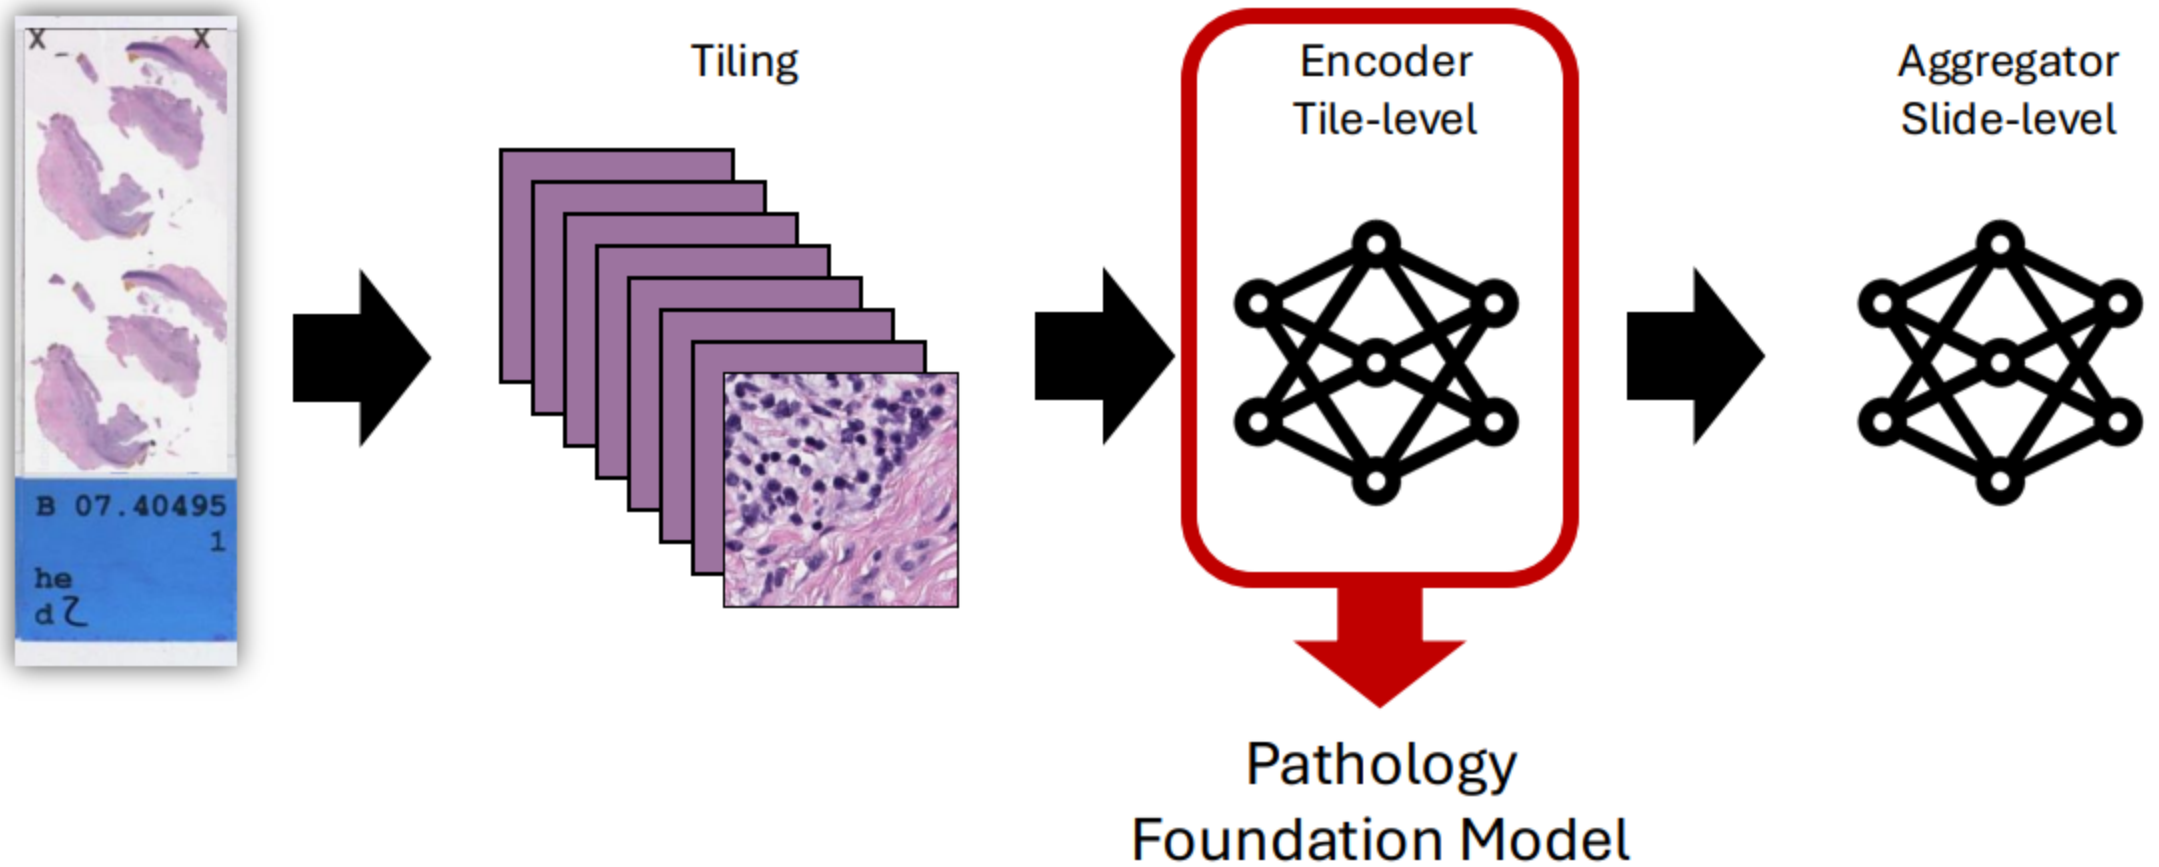 X X
B 07.40495
1
he
d
Tiling
Encoder
Tile-level
Aggregator
Slide-level
Pathology
Foundation Model